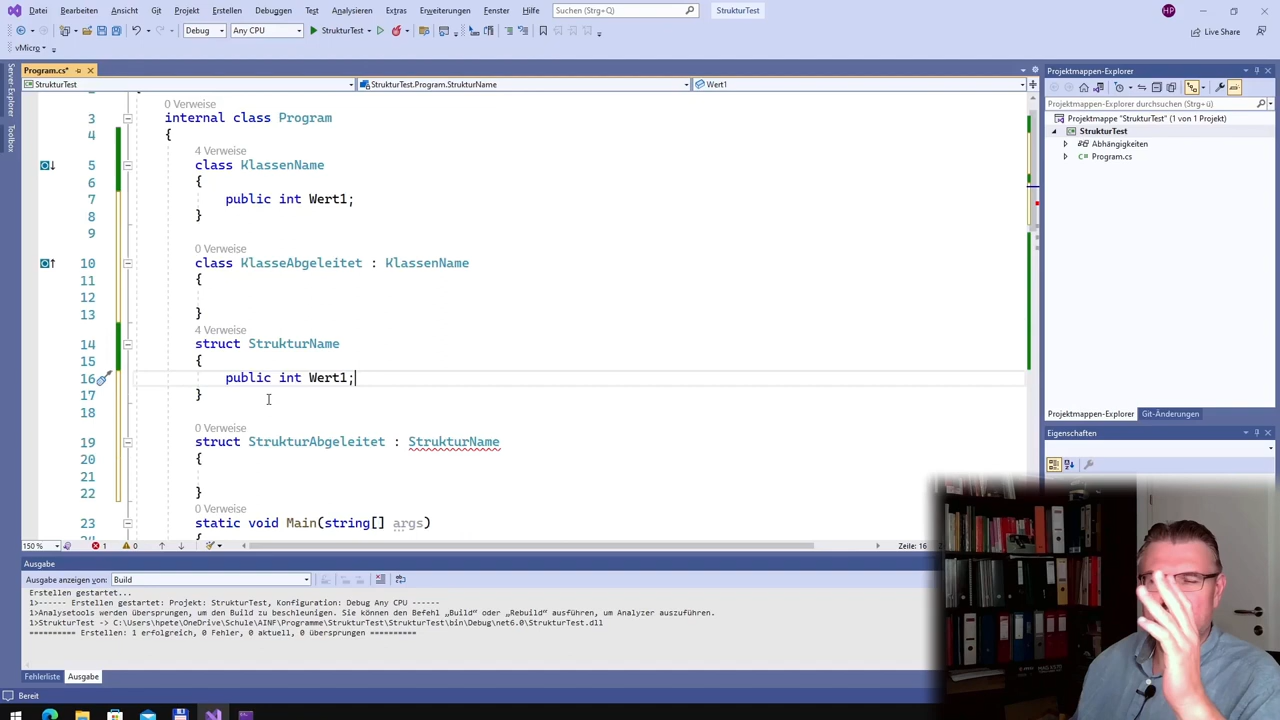 Datei Bearbeiten Ansicht Git Projekt Erstellen Debuggen Test Analysieren Extras Erweiterungen Fenster Hilfe Suchen (Strg+Q) StrukturTest HP
Debug Any CPU StrukturTest Live Share
vMicro
Server-Explorer
Toolbox
Program.cs*
StrukturTest StrukturTest.Program.StrukturName Wert1
0 Verweise
3 internal class Program
4 {
4 Verweise
5 class KlassenName
6 {
7 public int Wert1;
8 }
9
0 Verweise
10 class KlasseAbgeleitet : KlassenName
11 {
12
13 }
4 Verweise
14 struct StrukturName
15 {
16 public int Wert1;
17 }
18
0 Verweise
19 struct StrukturAbgeleitet : StrukturName
20 {
21
22 }
0 Verweise
23 static void Main(string[] args)
150 % 1 0 Zeile: 16
Ausgabe
Ausgabe anzeigen von: Build
Erstellen gestartet...
1>------ Erstellen gestartet: Projekt: StrukturTest, Konfiguration: Debug Any CPU ------
1>Analysetools werden übersprungen, um den Build zu beschleunigen. Sie können den Befehl „Build“ oder „Rebuild“ ausführen, um Analyzer auszuführen.
1>StrukturTest -> C:\Users\hpete\OneDrive\Schule\AINF\Programme\StrukturTest\StrukturTest\bin\Debug\net6.0\StrukturTest.dll
========== Erstellen: 1 erfolgreich, 0 Fehler, 0 aktuell, 0 übersprungen ==========
Fehlerliste Ausgabe
Bereit
Projektmappen-Explorer
Projektmappen-Explorer durchsuchen (Strg+ü)
Projektmappe "StrukturTest" (1 von 1 Projekt)
StrukturTest
Abhängigkeiten
C# Program.cs
Projektmappen-Explorer Git-Änderungen
Eigenschaften